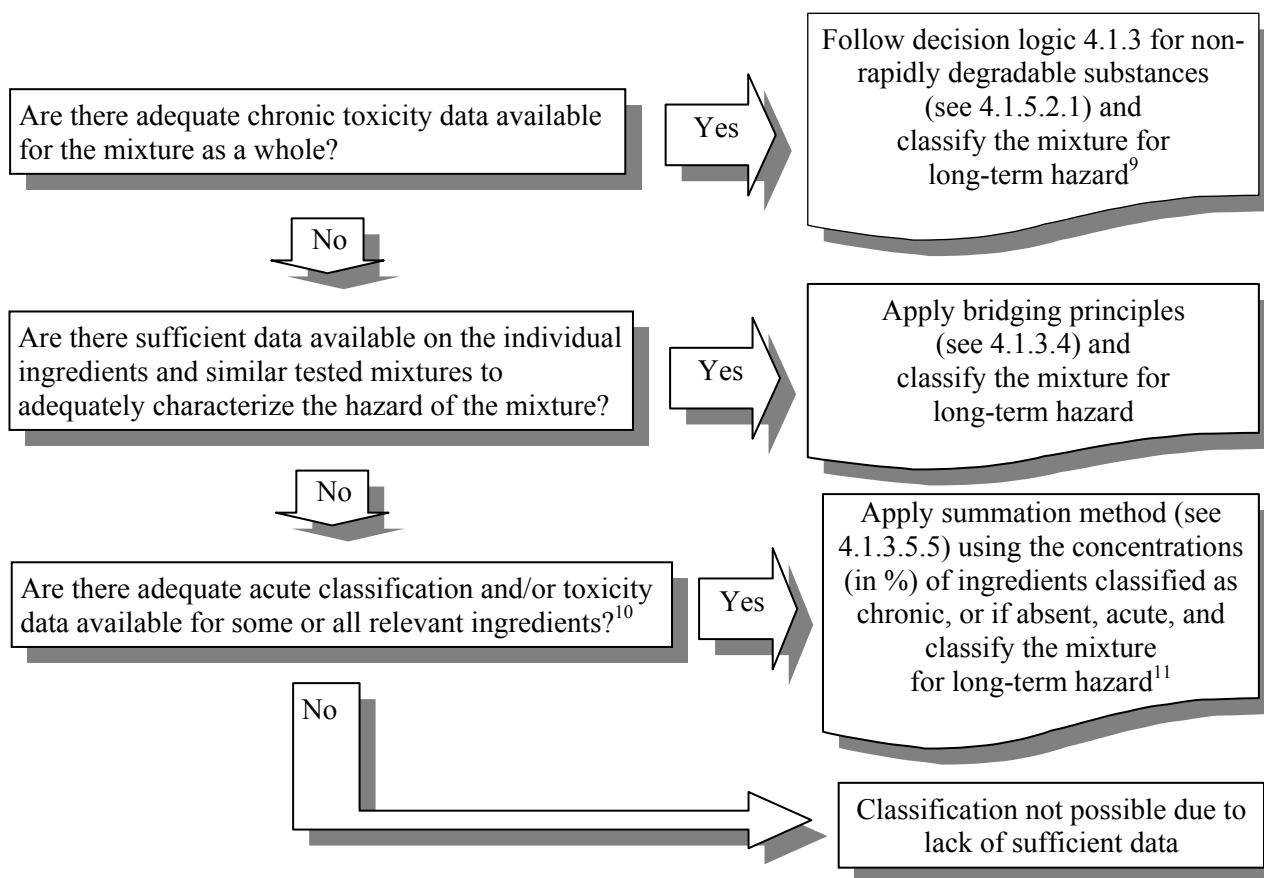 Are there adequate chronic toxicity data available
for the mixture as a whole?
Yes
Follow decision logic 4.1.3 for non-
rapidly degradable substances
(see 4.1.5.2.1) and
classify the mixture for
long-term hazard⁹
No
Are there sufficient data available on the individual
ingredients and similar tested mixtures to
adequately characterize the hazard of the mixture?
Yes
Apply bridging principles
(see 4.1.3.4) and
classify the mixture for
long-term hazard
No
Are there adequate acute classification and/or toxicity
data available for some or all relevant ingredients?¹⁰
Yes
Apply summation method (see
4.1.3.5.5) using the concentrations
(in %) of ingredients classified as
chronic, or if absent, acute, and
classify the mixture
for long-term hazard¹¹
No
Classification not possible due to
lack of sufficient data